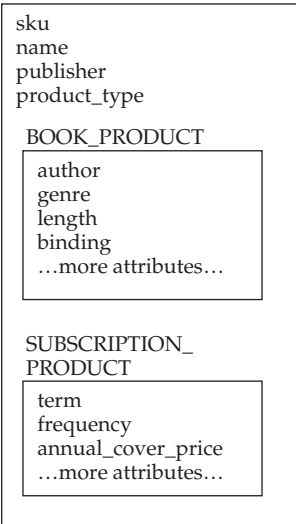 sku
name
publisher
product_type
BOOK_PRODUCT
author
genre
length
binding
…more attributes…
SUBSCRIPTION_
PRODUCT
term
frequency
annual_cover_price
…more attributes…